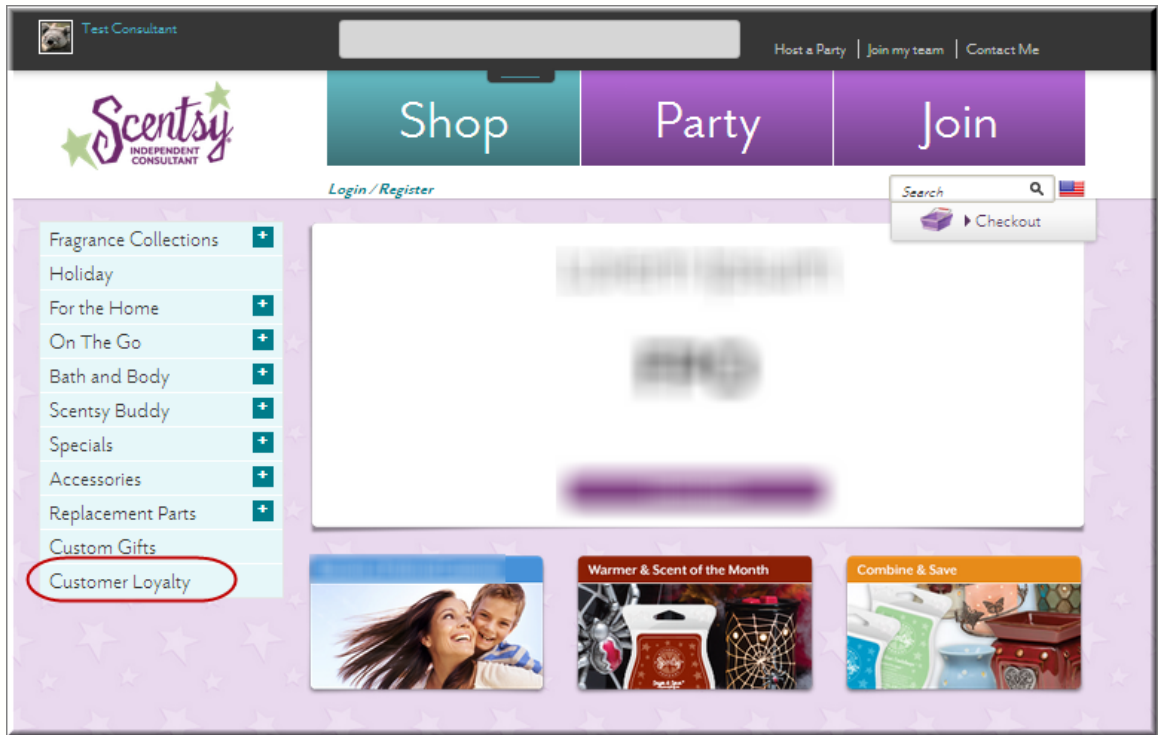 Test Consultant
Host a Party | Join my team | Contact Me
Scentsy
INDEPENDENT
CONSULTANT
Shop
Party
Join
Login / Register
Search
Checkout
Fragrance Collections
Holiday
For the Home
On The Go
Bath and Body
Scentsy Buddy
Specials
Accessories
Replacement Parts
Custom Gifts
Customer Loyalty
Warmer & Scent of the Month
Combine & Save